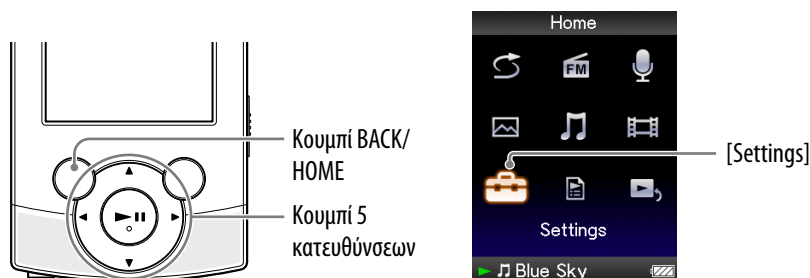 Κουμπί BACK/
HOME
Κουμπί 5
κατευθύνσεων
Home
FM
[Settings]
Settings
Blue Sky